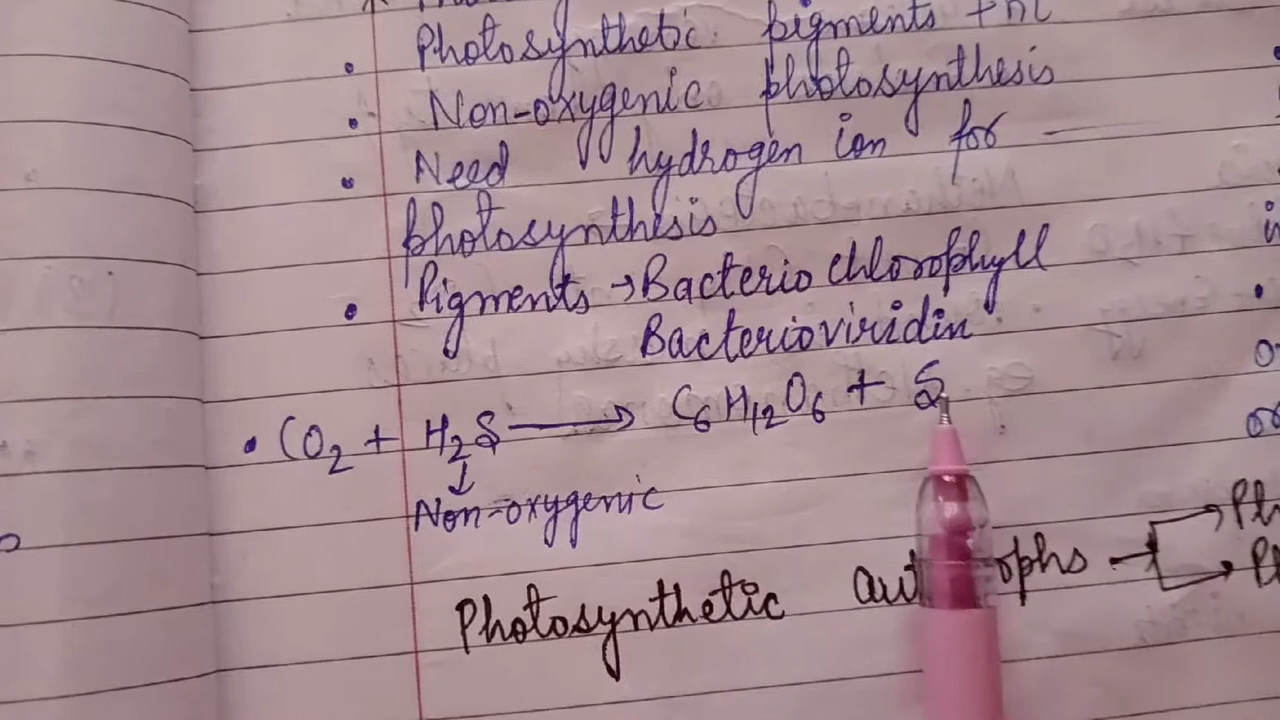 • Photosynthetic pigments
• Non-oxygenic photosynthesis
• Need hydrogen ion for
photosynthesis
• Pigments → Bacterio chlorophyll
Bacterioviridin
• CO₂ + H₂S ⟶ C₆H₁₂O₆ + S
↓
Non-oxygenic
Photosynthetic